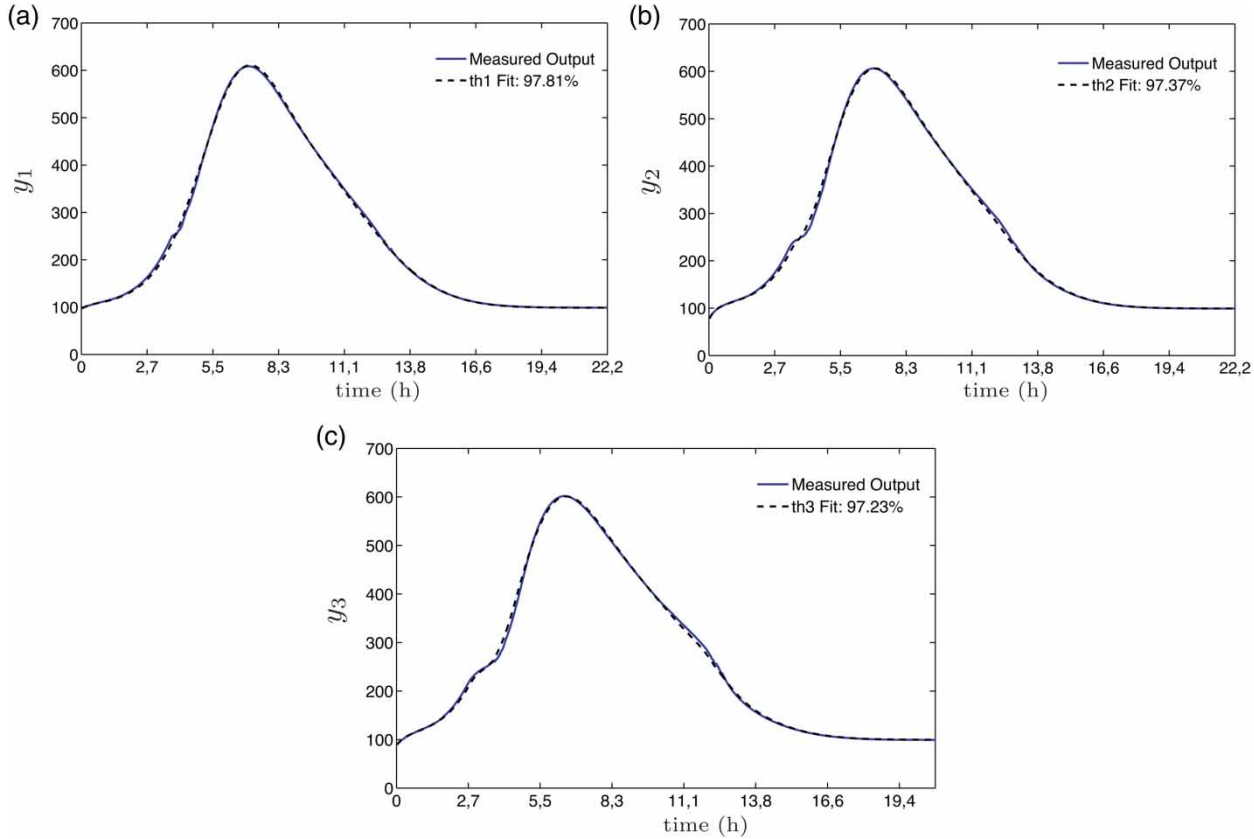 (a)
700
600
500
400
300
200
100
0
y1
Measured Output
th1 Fit: 97.81%
0 2,7 5,5 8,3 11,1 13,8 16,6 19,4 22,2
time (h)
(b)
700
600
500
400
300
200
100
0
y2
Measured Output
th2 Fit: 97.37%
0 2,7 5,5 8,3 11,1 13,8 16,6 19,4 22,2
time (h)
(c)
700
600
500
400
300
200
100
0
y3
Measured Output
th3 Fit: 97.23%
0 2,7 5,5 8,3 11,1 13,8 16,6 19,4
time (h)